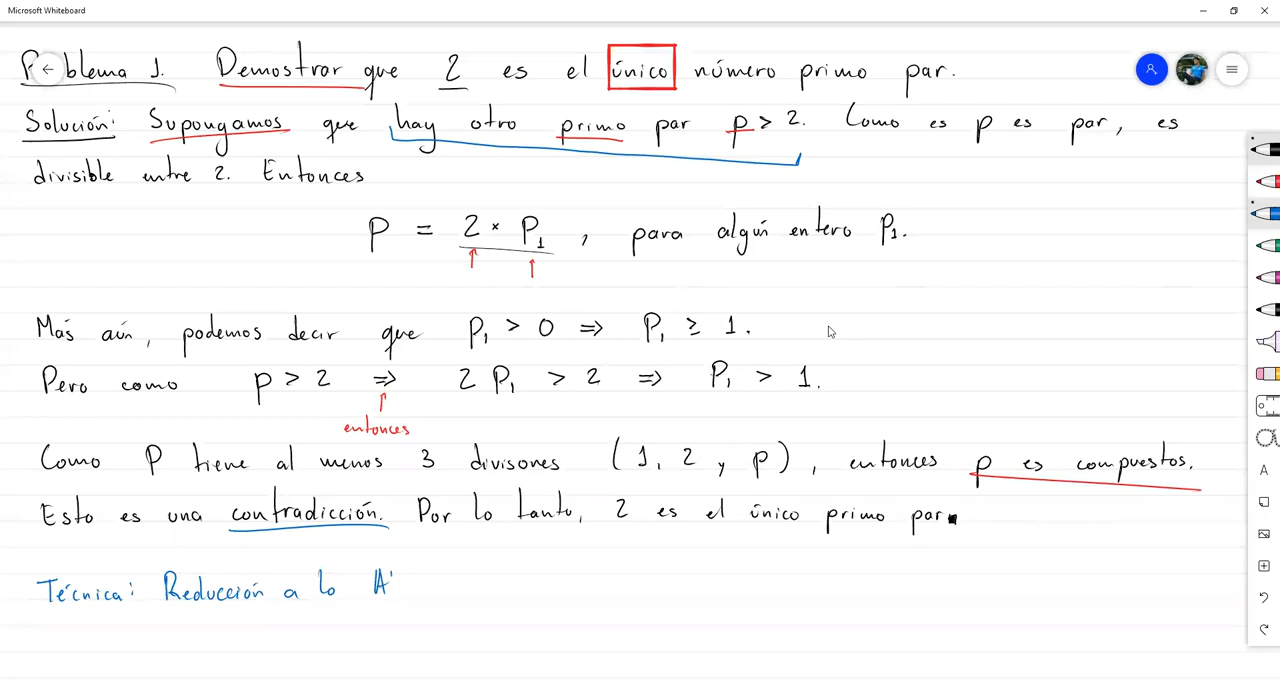 Microsoft Whiteboard
Problema 1. Demostrar que 2 es el único número primo par.
Solución: Supongamos que hay otro primo par p > 2. Como es p es par, es
divisible entre 2. Entonces
P = 2 × P₁ , para algún entero P₁.
Más aún, podemos decir que P₁ > 0 ⇒ P₁ ≥ 1.
Pero como p > 2 ⇒ 2 P₁ > 2 ⇒ P₁ > 1.
entonces
Como P tiene al menos 3 divisores (1, 2 y p), entonces p es compuestos.
Esto es una contradicción. Por lo tanto, 2 es el único primo par.
Técnica: Reducción a lo A